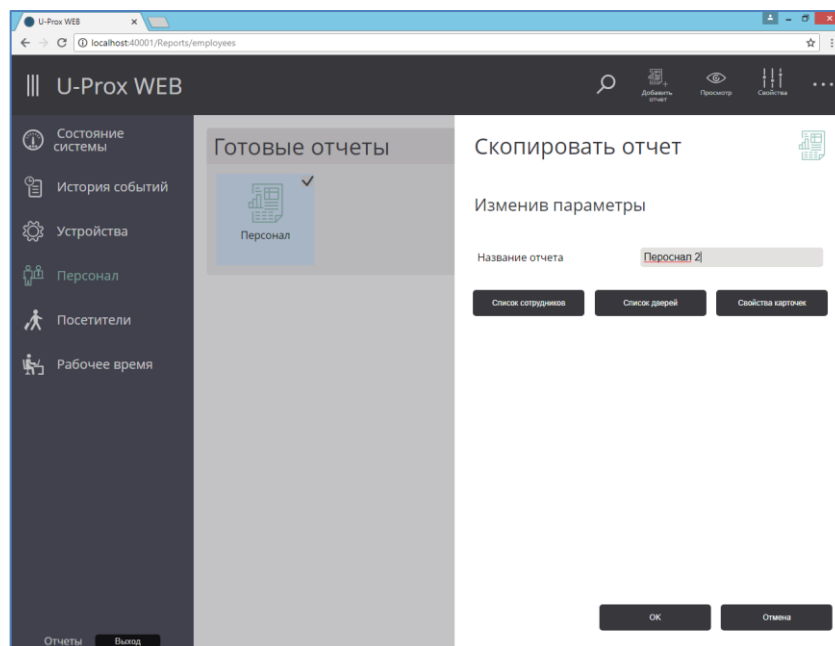 U-Prox WEB
localhost:40001/Reports/employees
U-Prox WEB
Добавить отчет
Просмотр
Свойства
Состояние системы
История событий
Устройства
Персонал
Посетители
Рабочее время
Отчеты
Выход
Готовые отчеты
Персонал
Скопировать отчет
Изменив параметры
Название отчета
Пероснал 2
Список сотрудников
Список дверей
Свойства карточек
ОК
Отмена